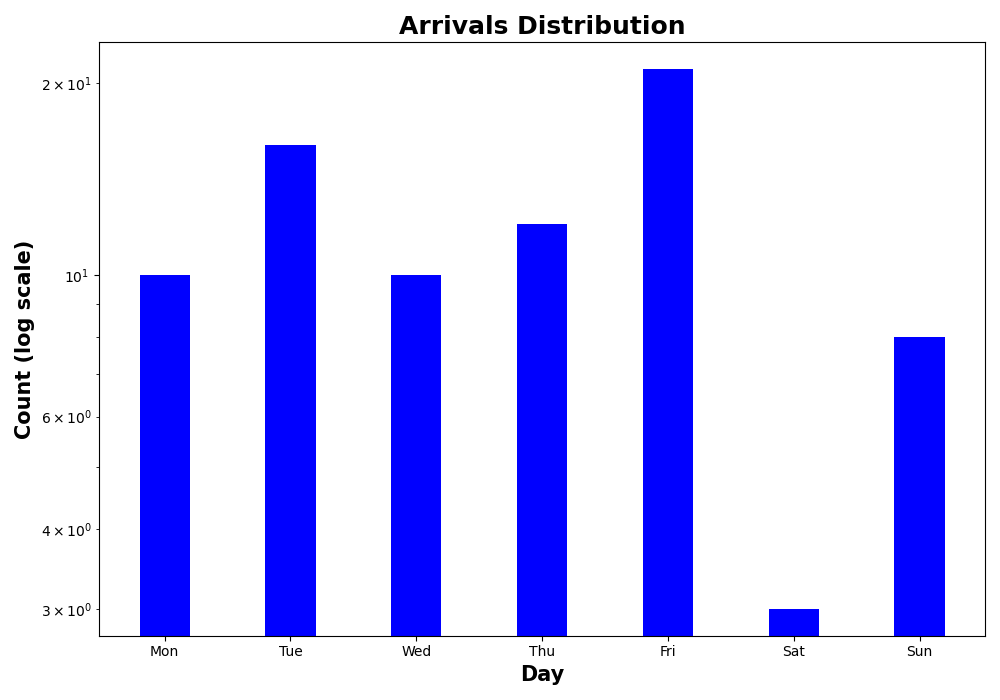 Arrivals Distribution
Count (log scale)
2 × 10¹
10¹
6 × 10⁰
4 × 10⁰
3 × 10⁰
Mon Tue Wed Thu Fri Sat Sun
Day